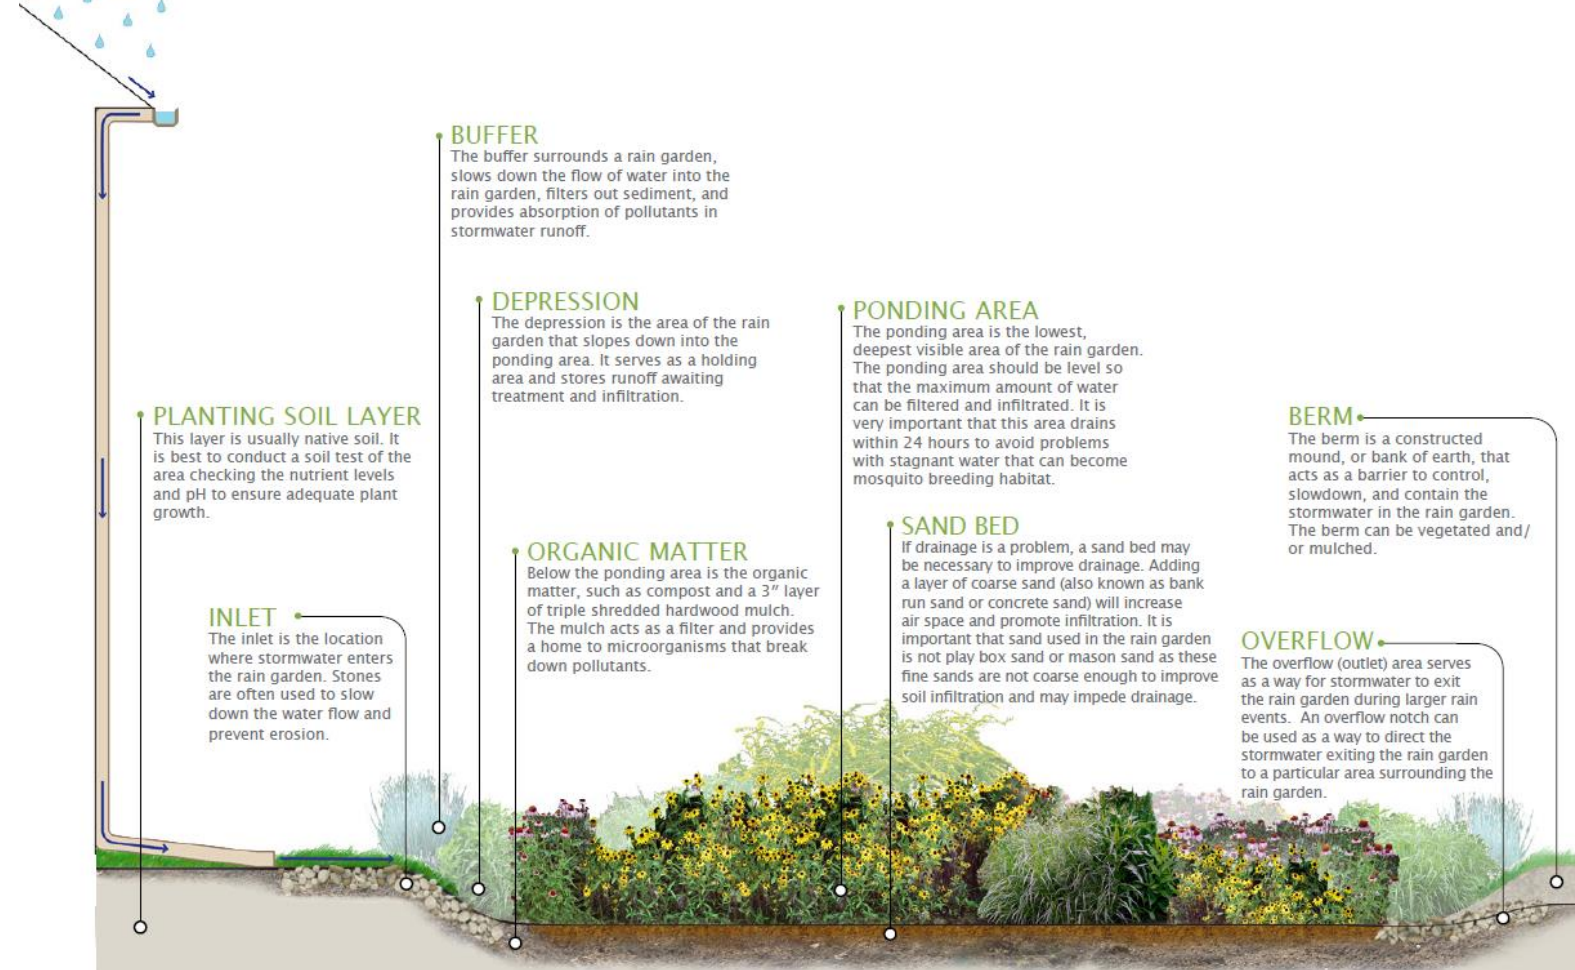 BUFFER
The buffer surrounds a rain garden,
slows down the flow of water into the
rain garden, filters out sediment, and
provides absorption of pollutants in
stormwater runoff.
DEPRESSION
The depression is the area of the rain
garden that slopes down into the
ponding area. It serves as a holding
area and stores runoff awaiting
treatment and infiltration.
PONDING AREA
The ponding area is the lowest,
deepest visible area of the rain garden.
The ponding area should be level so
that the maximum amount of water
can be filtered and infiltrated. It is
very important that this area drains
within 24 hours to avoid problems
with stagnant water that can become
mosquito breeding habitat.
PLANTING SOIL LAYER
This layer is usually native soil. It
is best to conduct a soil test of the
area checking the nutrient levels
and pH to ensure adequate plant
growth.
BERM
The berm is a constructed
mound, or bank of earth, that
acts as a barrier to control,
slowdown, and contain the
stormwater in the rain garden.
The berm can be vegetated and/
or mulched.
SAND BED
If drainage is a problem, a sand bed may
be necessary to improve drainage. Adding
a layer of coarse sand (also known as bank
run sand or concrete sand) will increase
air space and promote infiltration. It is
important that sand used in the rain garden
is not play box sand or mason sand as these
fine sands are not coarse enough to improve
soil infiltration and may impede drainage.
ORGANIC MATTER
Below the ponding area is the organic
matter, such as compost and a 3" layer
of triple shredded hardwood mulch.
The mulch acts as a filter and provides
a home to microorganisms that break
down pollutants.
INLET
The inlet is the location
where stormwater enters
the rain garden. Stones
are often used to slow
down the water flow and
prevent erosion.
OVERFLOW
The overflow (outlet) area serves
as a way for stormwater to exit
the rain garden during larger rain
events. An overflow notch can
be used as a way to direct the
stormwater exiting the rain garden
to a particular area surrounding the
rain garden.